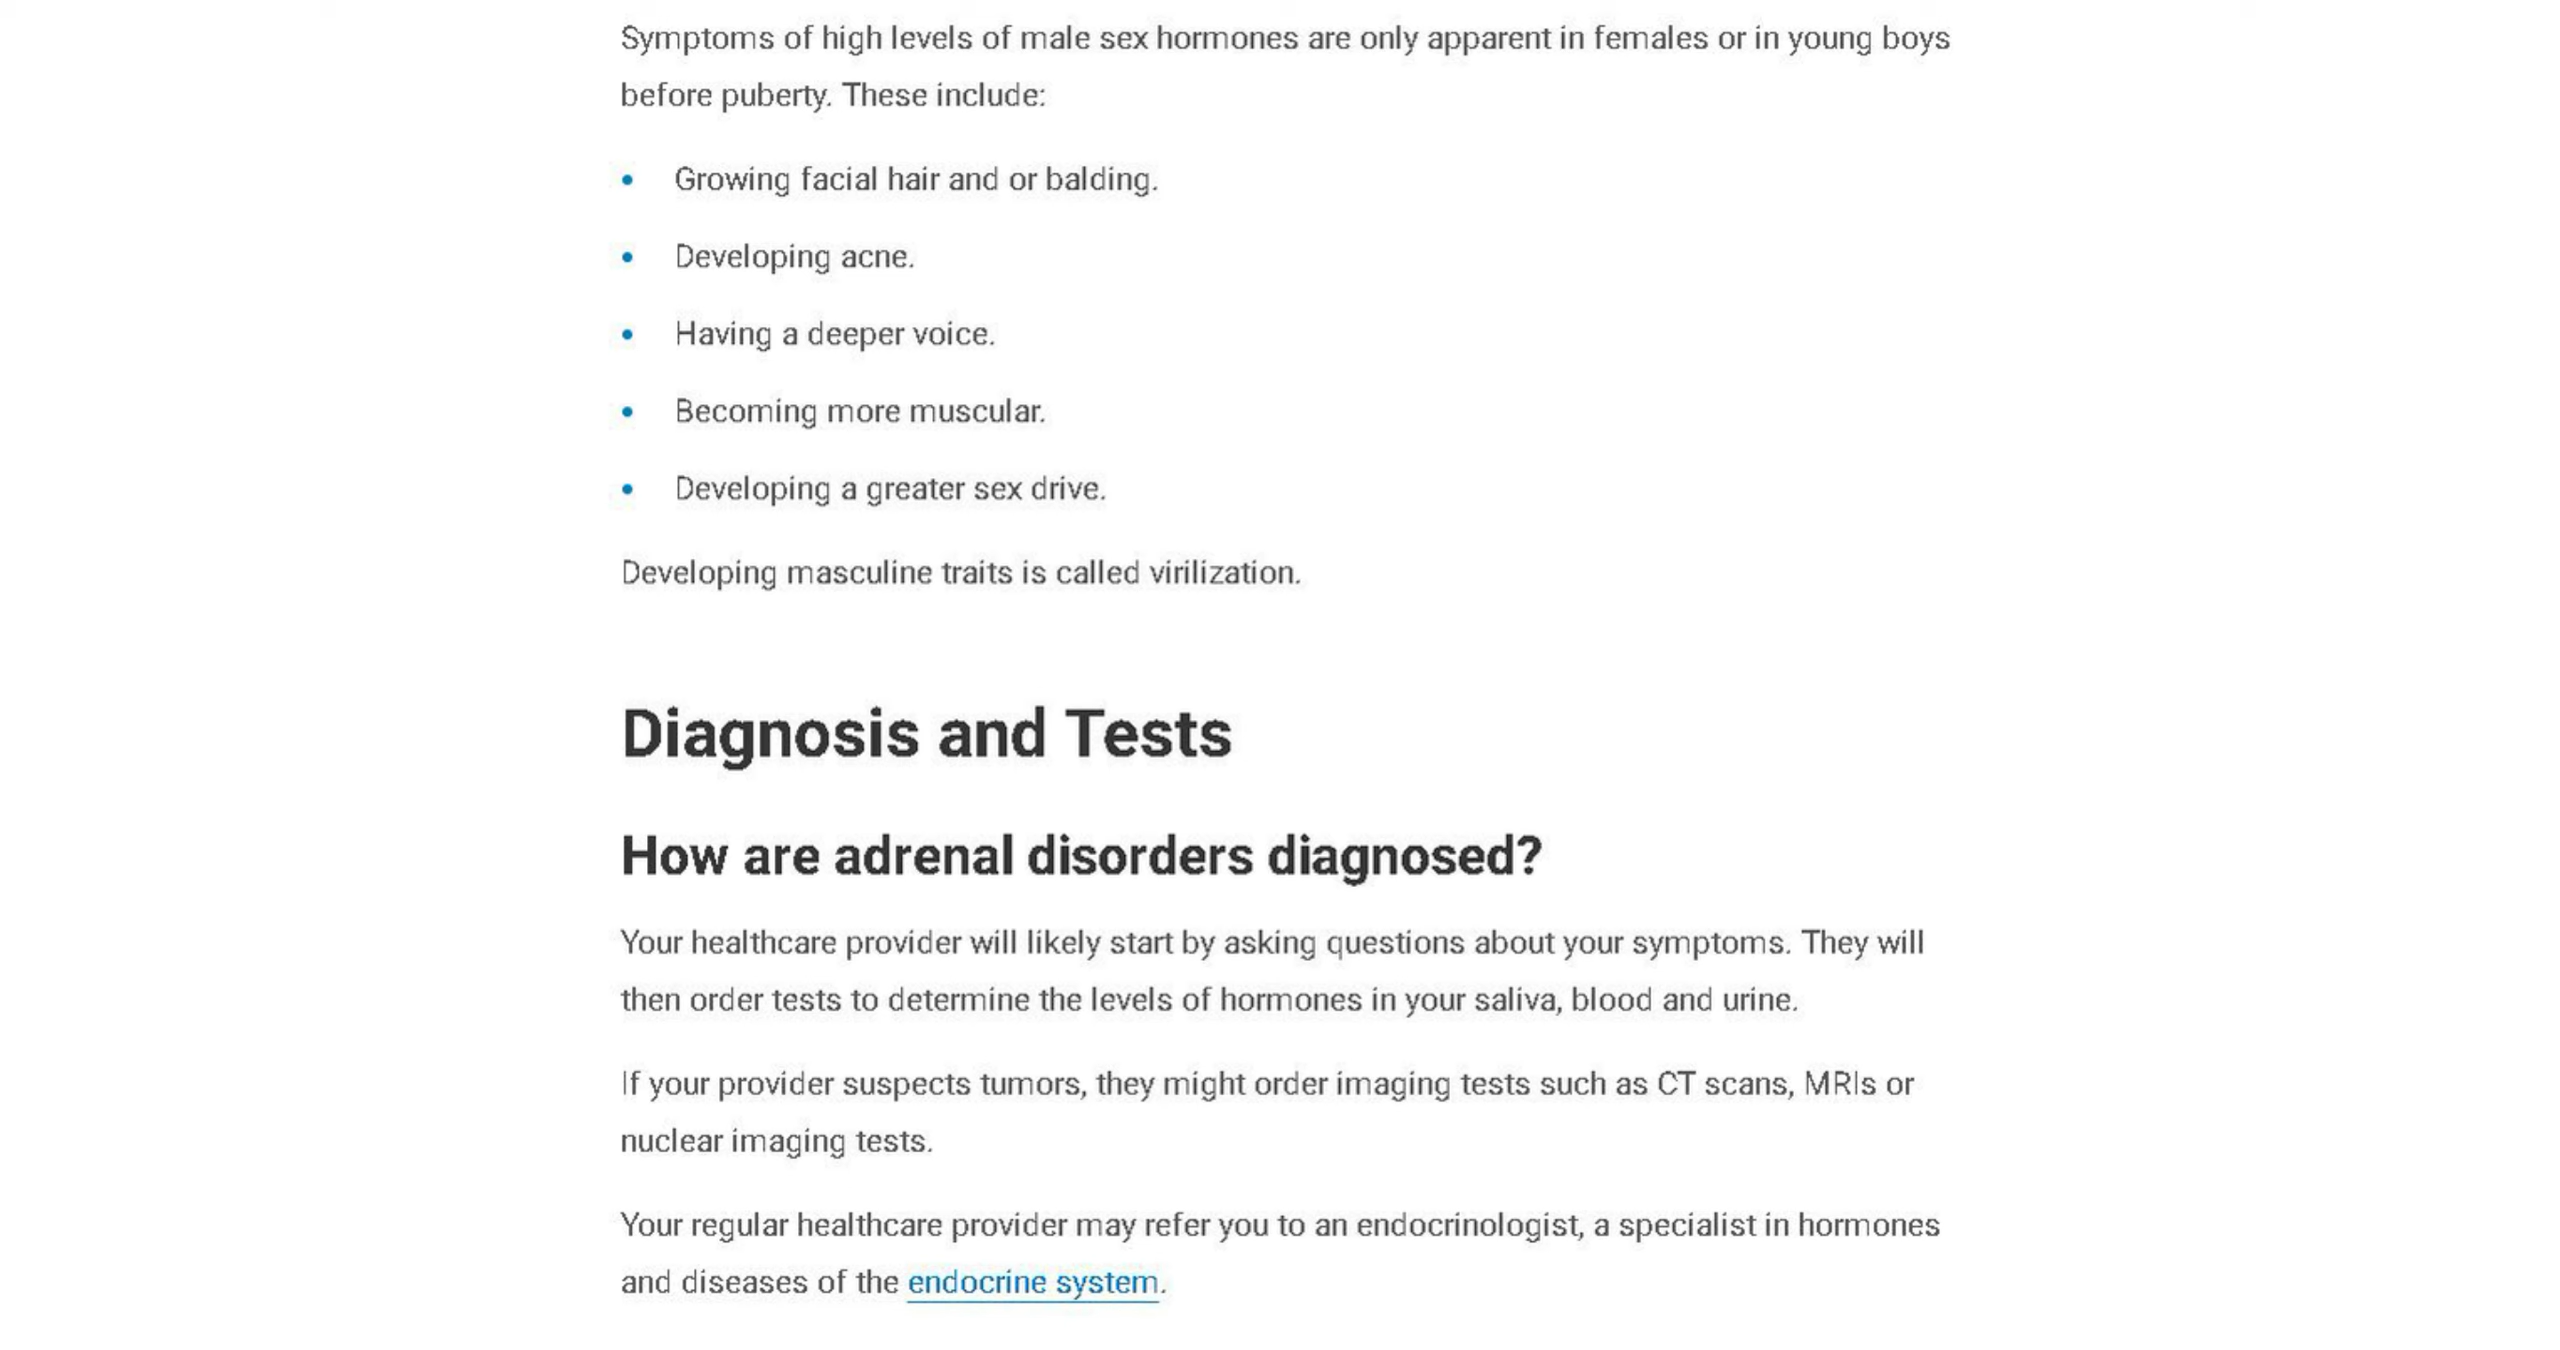 Symptoms of high levels of male sex hormones are only apparent in females or in young boys
before puberty. These include:
• Growing facial hair and or balding.
• Developing acne.
• Having a deeper voice.
• Becoming more muscular.
• Developing a greater sex drive.
Developing masculine traits is called virilization.
Diagnosis and Tests
How are adrenal disorders diagnosed?
Your healthcare provider will likely start by asking questions about your symptoms. They will
then order tests to determine the levels of hormones in your saliva, blood and urine.
If your provider suspects tumors, they might order imaging tests such as CT scans, MRIs or
nuclear imaging tests.
Your regular healthcare provider may refer you to an endocrinologist, a specialist in hormones
and diseases of the endocrine system.